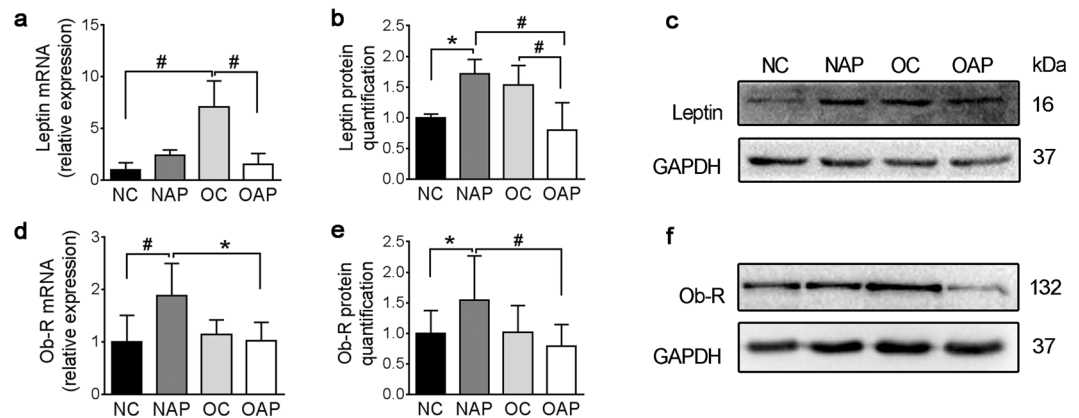 a
Leptin mRNA
(relative expression)
15
10
5
0
#
#
NC NAP OC OAP
b
Leptin protein
quantification
2.5
2.0
1.5
1.0
0.5
0.0
#
* #
NC NAP OC OAP
c
NC NAP OC OAP kDa
Leptin 16
GAPDH 37
d
Ob-R mRNA
(relative expression)
3
2
1
0
# *
NC NAP OC OAP
e
Ob-R protein
quantification
2.5
2.0
1.5
1.0
0.5
0.0
* #
NC NAP OC OAP
f
Ob-R 132
GAPDH 37